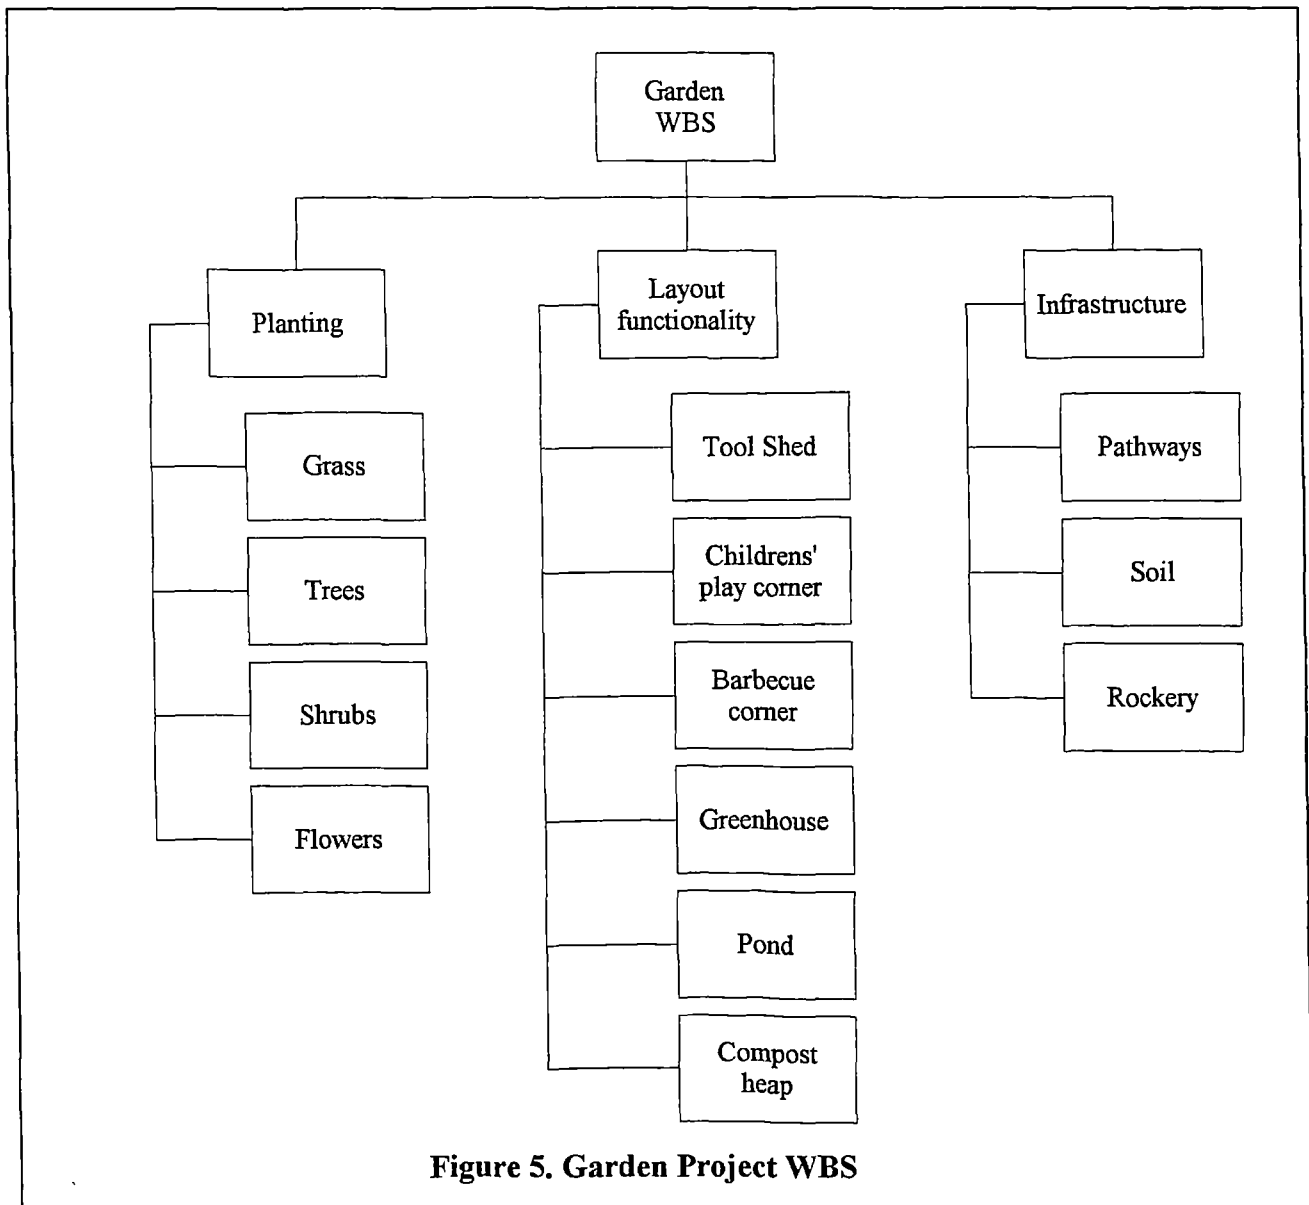 Garden
WBS
Planting
Grass
Trees
Shrubs
Flowers
Layout
functionality
Tool Shed
Childrens'
play corner
Barbecue
corner
Greenhouse
Pond
Compost
heap
Infrastructure
Pathways
Soil
Rockery
Figure 5. Garden Project WBS